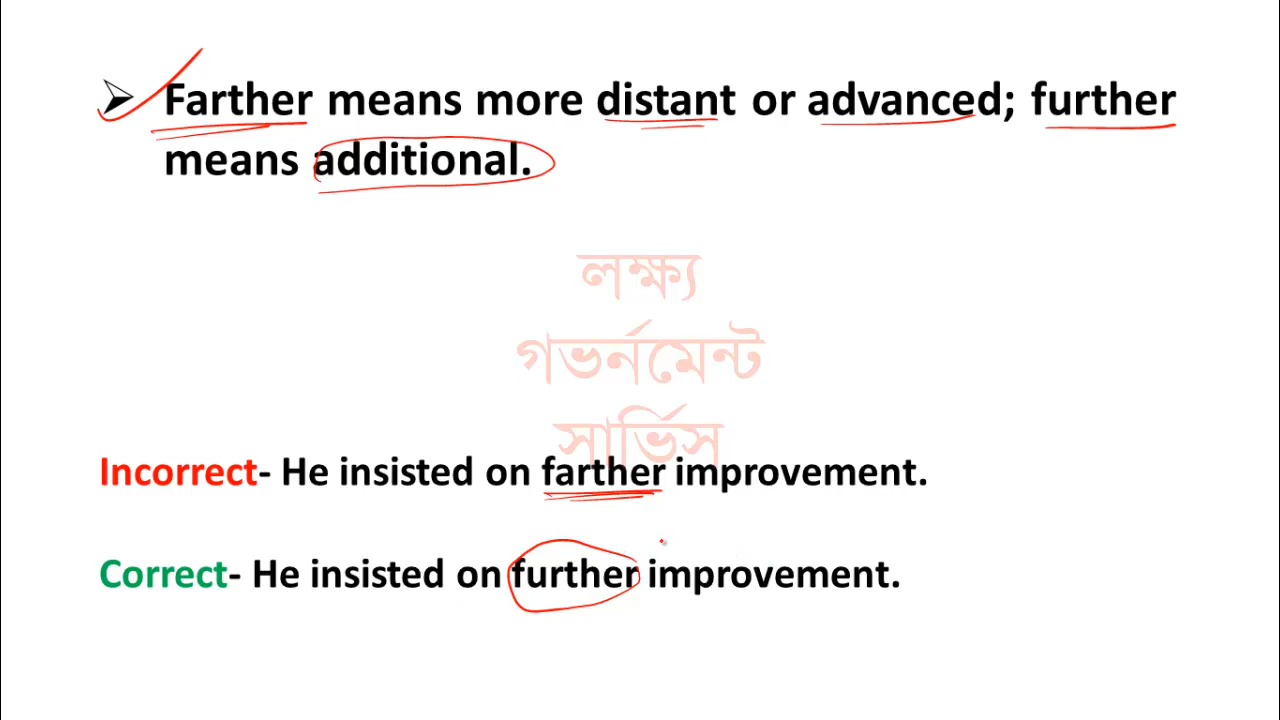 Farther means more distant or advanced; further
means additional.
লক্ষ্য
গভর্নমেন্ট
সার্ভিস
Incorrect- He insisted on farther improvement.
Correct- He insisted on further improvement.